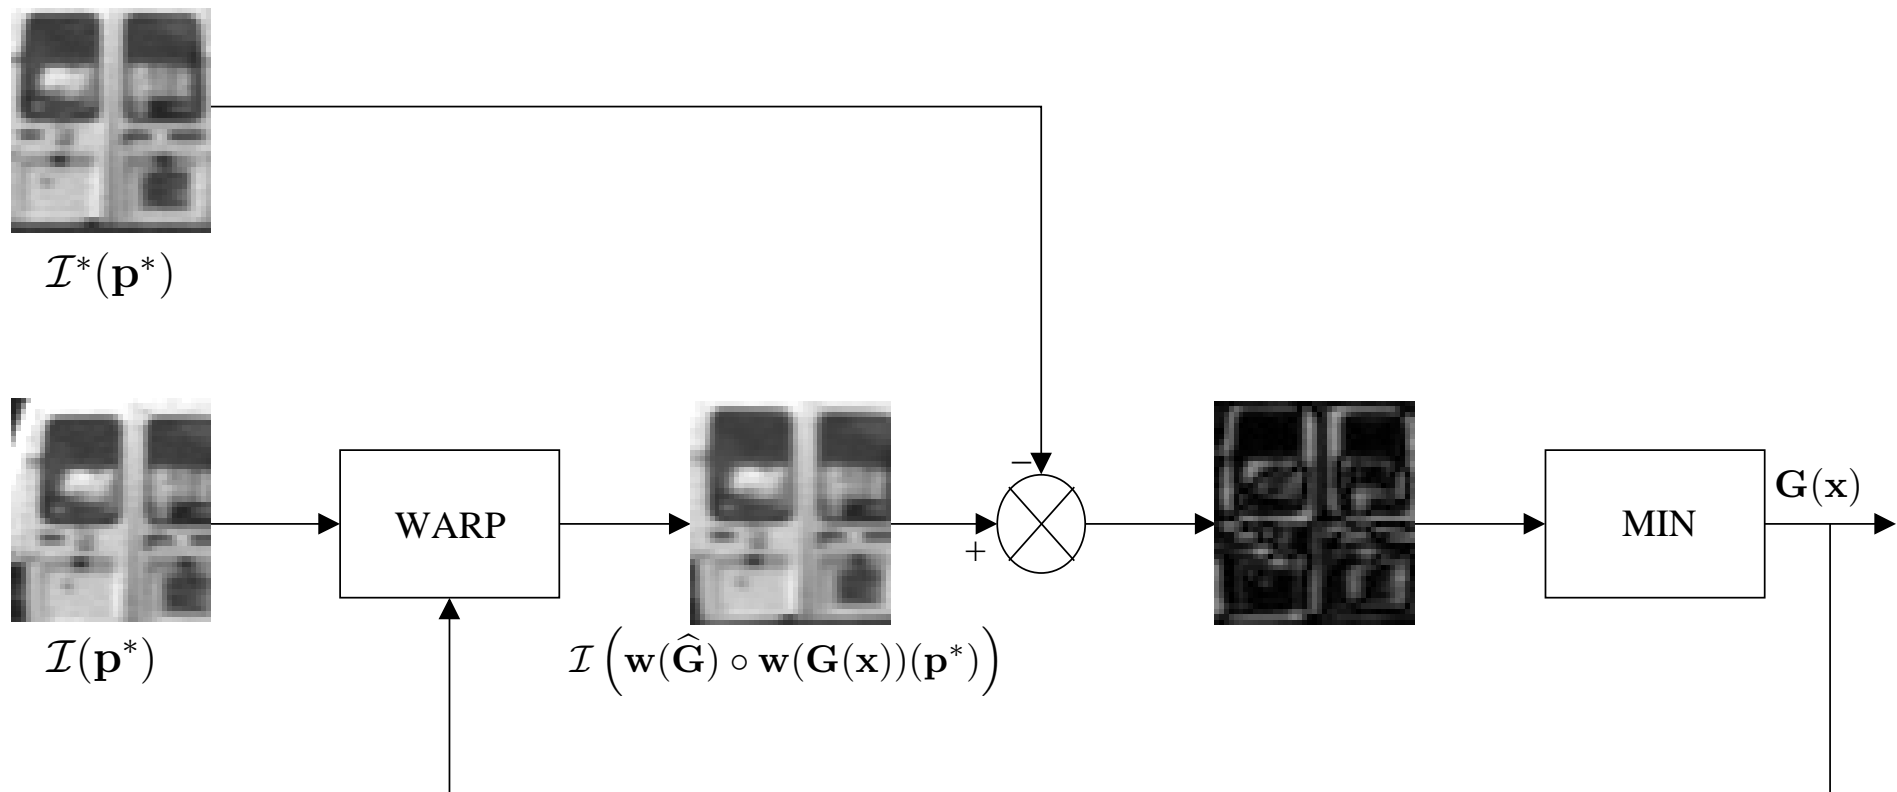 ℐ*(p*)
−
G(x)
WARP
MIN
+
ℐ(p*)
ℐ(w(Ĝ) ∘ w(G(x))(p*))